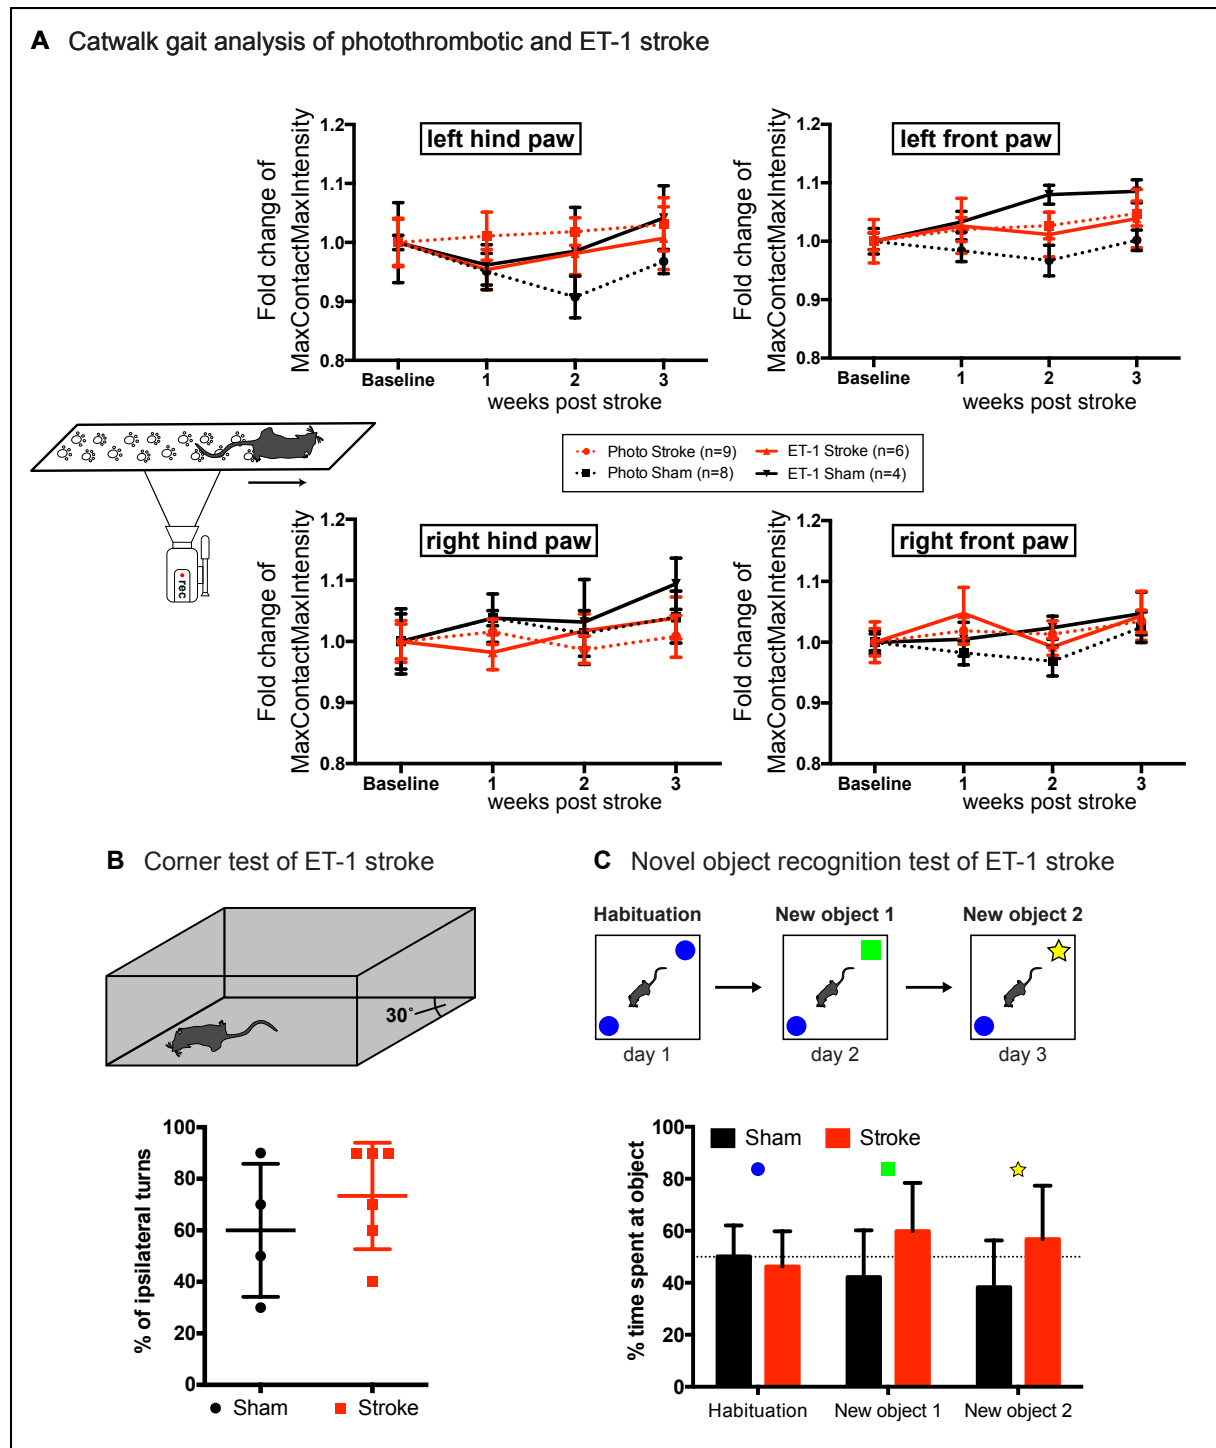 A Catwalk gait analysis of photothrombotic and ET-1 stroke
Fold change of
MaxContactMaxIntensity
1.2
1.1
1.0
0.9
0.8
left hind paw
Baseline 1 2 3
weeks post stroke
Fold change of
MaxContactMaxIntensity
1.2
1.1
1.0
0.9
0.8
left front paw
Baseline 1 2 3
weeks post stroke
rec
Photo Stroke (n=9) ET-1 Stroke (n=6)
Photo Sham (n=8) ET-1 Sham (n=4)
Fold change of
MaxContactMaxIntensity
1.2
1.1
1.0
0.9
0.8
right hind paw
Baseline 1 2 3
weeks post stroke
Fold change of
MaxContactMaxIntensity
1.2
1.1
1.0
0.9
0.8
right front paw
Baseline 1 2 3
weeks post stroke
B Corner test of ET-1 stroke
30°
% of ipsilateral turns
100
80
60
40
20
0
Sham Stroke
C Novel object recognition test of ET-1 stroke
Habituation New object 1 New object 2
day 1 day 2 day 3
% time spent at object
100
80
60
40
20
0
Sham Stroke
Habituation New object 1 New object 2